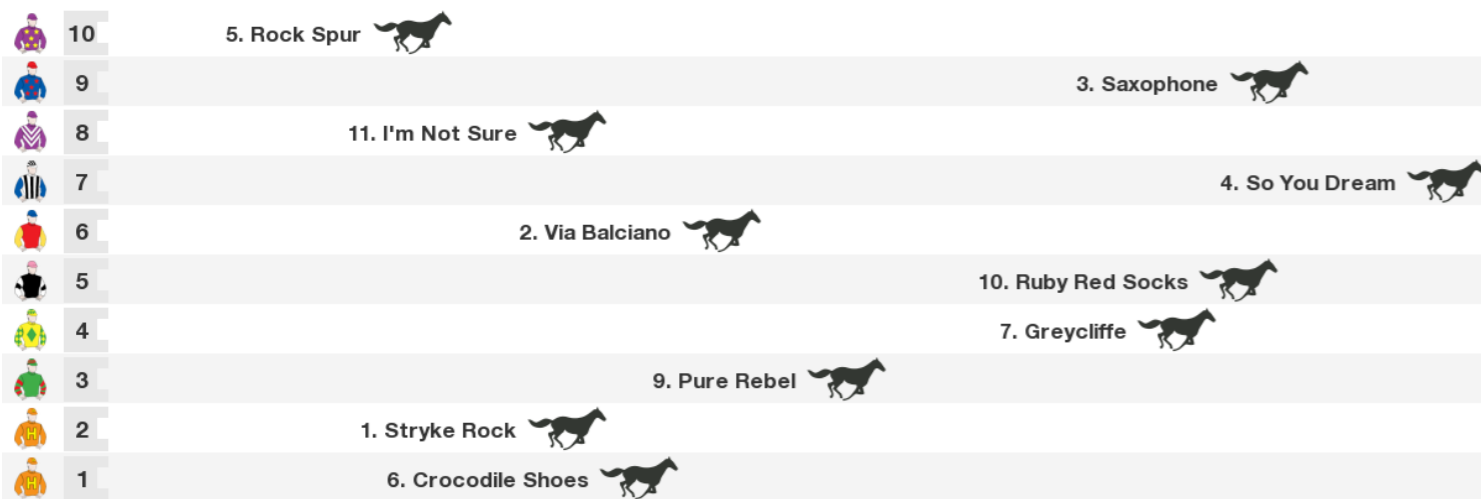 10 5. Rock Spur
9 3. Saxophone
8 11. I'm Not Sure
7 4. So You Dream
6 2. Via Balciano
5 10. Ruby Red Socks
4 7. Greycliffe
3 9. Pure Rebel
2 H 1. Stryke Rock
1 H 6. Crocodile Shoes